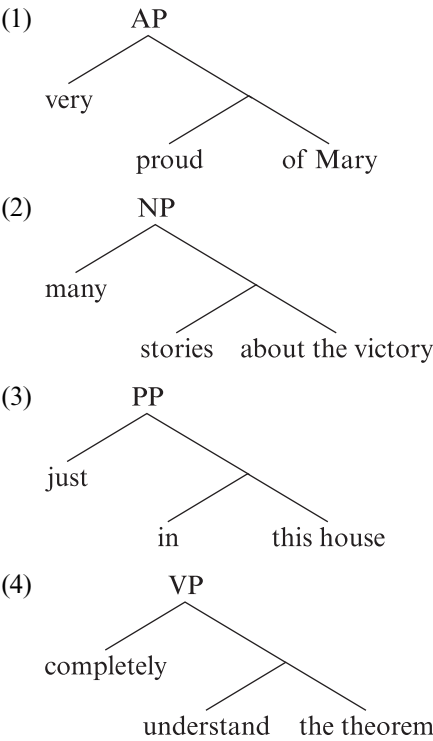 (1) AP
very
proud of Mary
(2) NP
many
stories about the victory
(3) PP
just
in this house
(4) VP
completely
understand the theorem